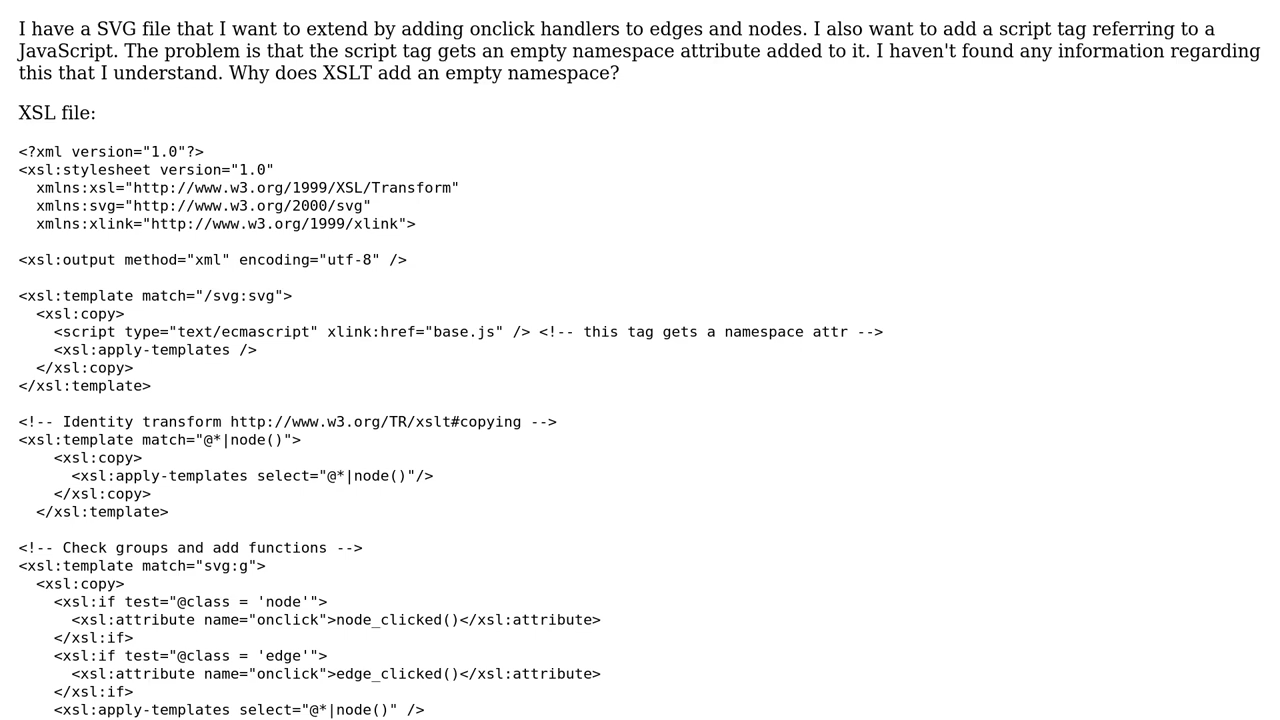 I have a SVG file that I want to extend by adding onclick handlers to edges and nodes. I also want to add a script tag referring to a
JavaScript. The problem is that the script tag gets an empty namespace attribute added to it. I haven't found any information regarding
this that I understand. Why does XSLT add an empty namespace?
XSL file:
<?xml version="1.0"?>
<xsl:stylesheet version="1.0"
  xmlns:xsl="http://www.w3.org/1999/XSL/Transform"
  xmlns:svg="http://www.w3.org/2000/svg"
  xmlns:xlink="http://www.w3.org/1999/xlink">
<xsl:output method="xml" encoding="utf-8" />
<xsl:template match="/svg:svg">
  <xsl:copy>
    <script type="text/ecmascript" xlink:href="base.js" /> <!-- this tag gets a namespace attr -->
    <xsl:apply-templates />
  </xsl:copy>
</xsl:template>
<!-- Identity transform http://www.w3.org/TR/xslt#copying -->
<xsl:template match="@*|node()">
    <xsl:copy>
      <xsl:apply-templates select="@*|node()"/>
    </xsl:copy>
  </xsl:template>
<!-- Check groups and add functions -->
<xsl:template match="svg:g">
  <xsl:copy>
    <xsl:if test="@class = 'node'">
      <xsl:attribute name="onclick">node_clicked()</xsl:attribute>
    </xsl:if>
    <xsl:if test="@class = 'edge'">
      <xsl:attribute name="onclick">edge_clicked()</xsl:attribute>
    </xsl:if>
    <xsl:apply-templates select="@*|node()" />